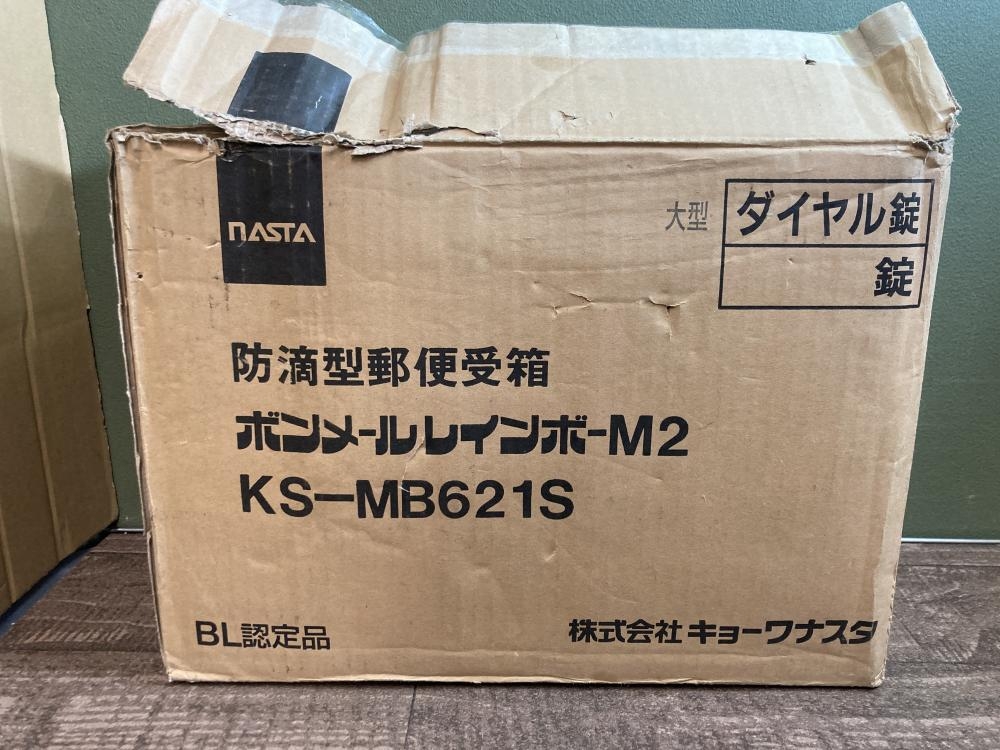 NASTA
大型
ダイヤル錠
錠
防滴型郵便受箱
ボンメールレインボーM2
KS-MB621S
BL認定品
株式会社キョーワナスタ